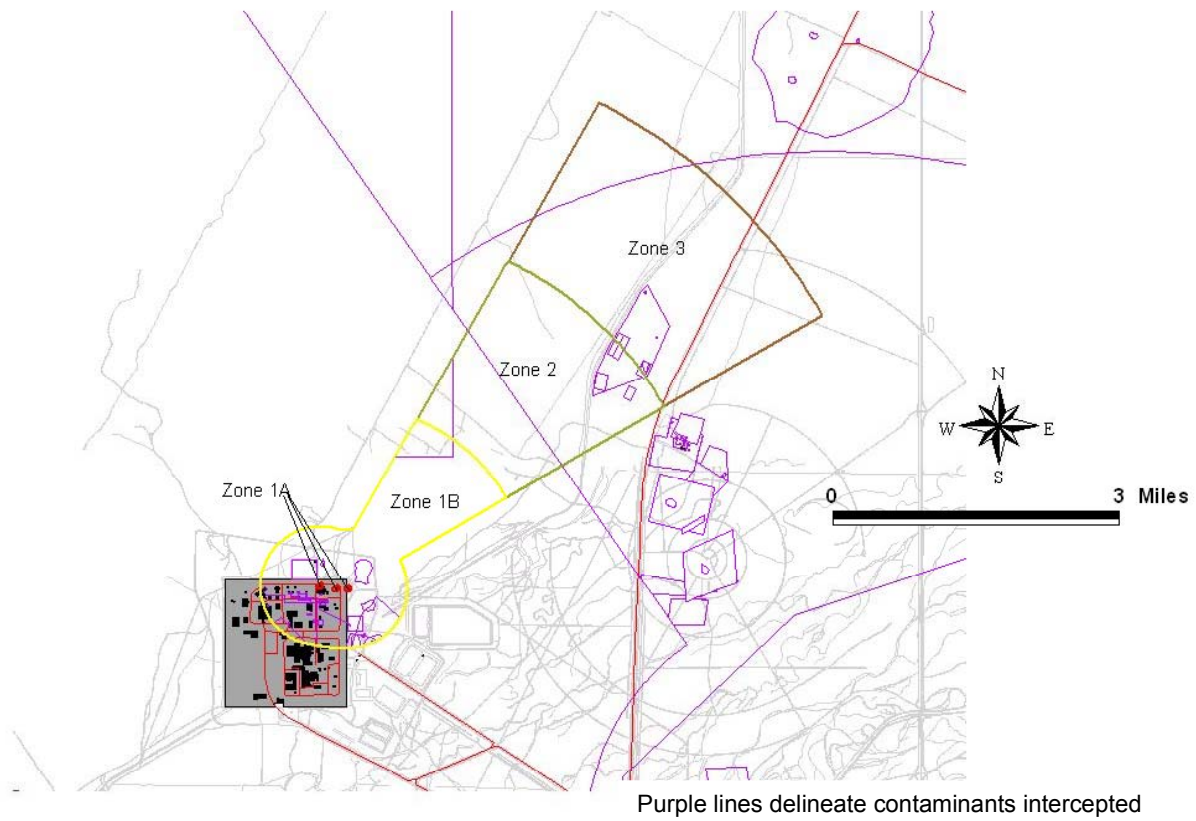 Zone 3
Zone 2
N
W E
S
Zone 1A
Zone 1B
0 3 Miles
Purple lines delineate contaminants intercepted